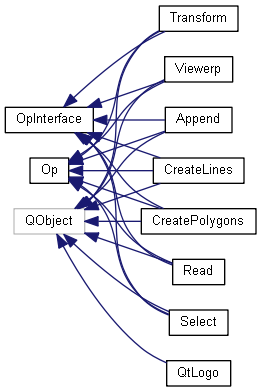 Transform
Viewerp
OpInterface
Append
Op
CreateLines
QObject
CreatePolygons
Read
Select
QtLogo